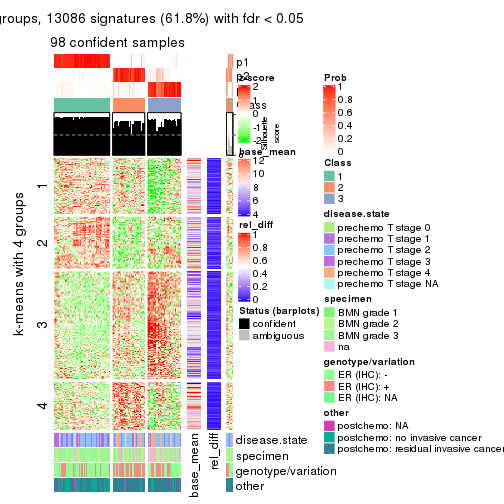 groups, 13086 signatures (61.8%) with fdr < 0.05
98 confident samples
p1
p2
z-score
2
1
0
-1
-2
Silhouette
score
base_mean
12
10
8
6
4
rel_diff
1
0.8
0.6
0.4
0.2
0
Status (barplots)
confident
ambiguous
k-means with 4 groups
1
2
3
4
base_mean
rel_diff
disease.state
specimen
genotype/variation
other
Prob
1
0.8
0.6
0.4
0.2
0
Class
1
2
3
disease.state
prechemo T stage 0
prechemo T stage 1
prechemo T stage 2
prechemo T stage 3
prechemo T stage 4
prechemo T stage NA
specimen
BMN grade 1
BMN grade 2
BMN grade 3
na
genotype/variation
ER (IHC): -
ER (IHC): +
ER (IHC): NA
other
postchemo: NA
postchemo: no invasive cancer
postchemo: residual invasive cancer